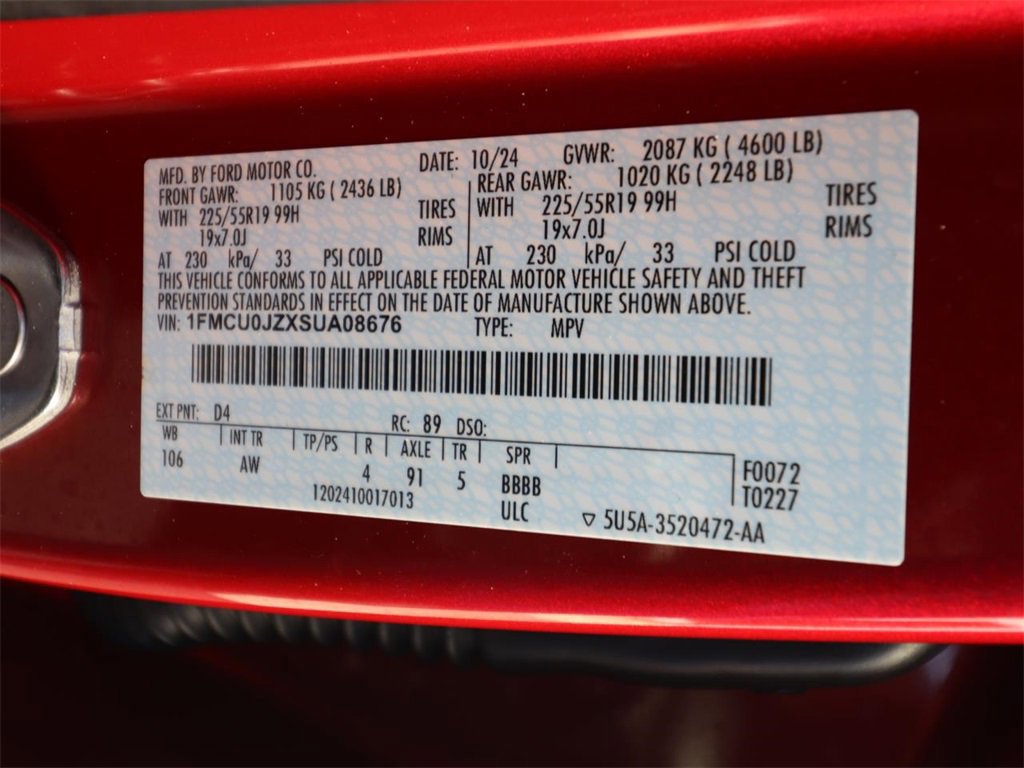 MFD. BY FORD MOTOR CO. DATE: 10/24 GVWR: 2087 KG ( 4600 LB)
FRONT GAWR: 1105 KG ( 2436 LB) REAR GAWR: 1020 KG ( 2248 LB)
WITH 225/55R19 99H TIRES WITH 225/55R19 99H TIRES
19x7.0J RIMS 19x7.0J RIMS
AT 230 kPa/ 33 PSI COLD AT 230 kPa/ 33 PSI COLD
THIS VEHICLE CONFORMS TO ALL APPLICABLE FEDERAL MOTOR VEHICLE SAFETY AND THEFT
PREVENTION STANDARDS IN EFFECT ON THE DATE OF MANUFACTURE SHOWN ABOVE.
VIN: 1FMCU0JZXSUA08676 TYPE: MPV
EXT PNT: D4 RC: 89 DSO:
WB INT TR TP/PS R AXLE TR SPR
106 AW 4 91 5 BBBB F0072
1202410017013 ULC T0227
5U5A-3520472-AA